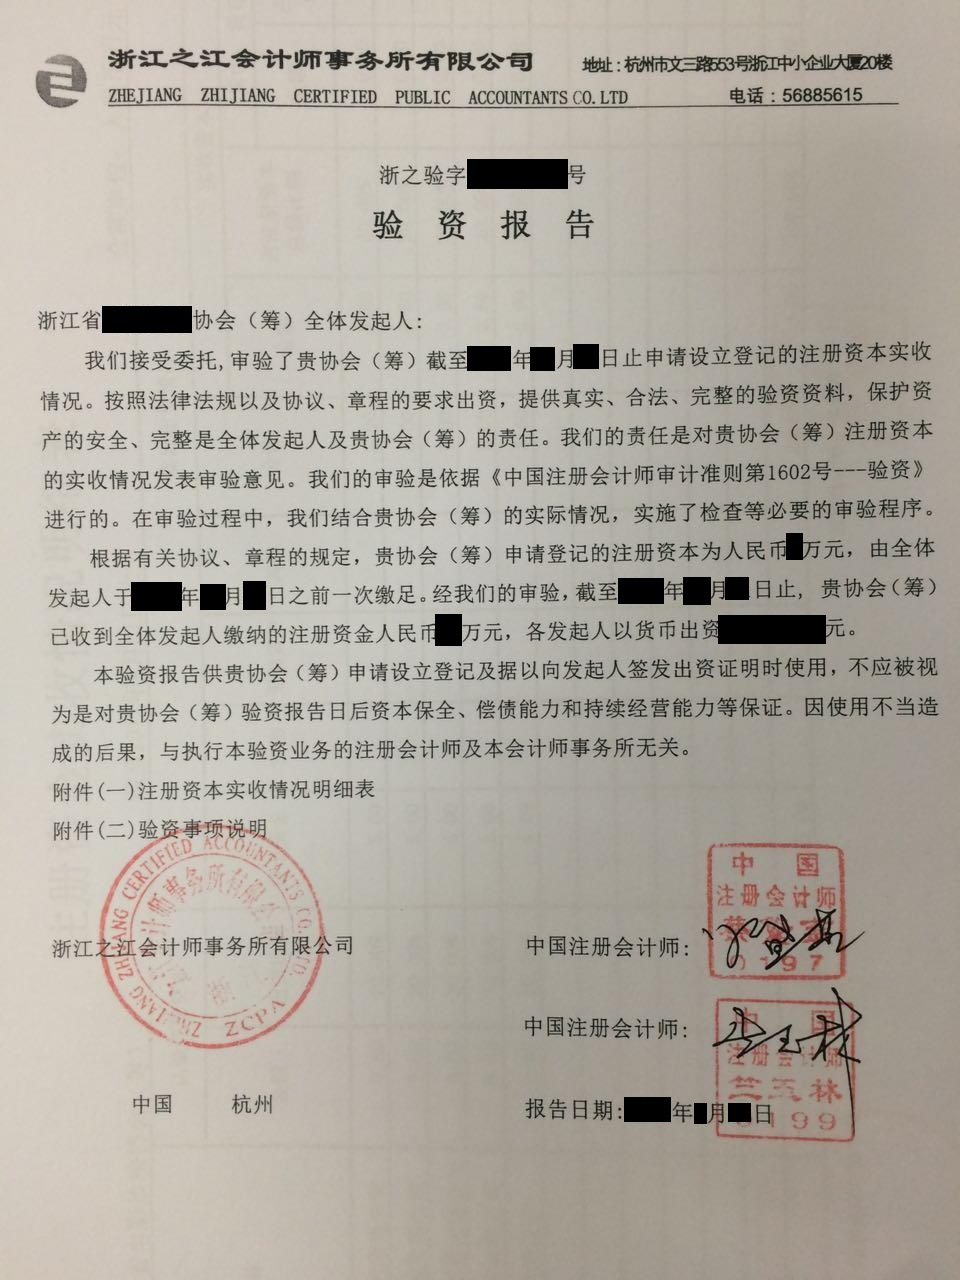 浙江之江会计师事务所有限公司
地址：杭州市文三路553号浙江中小企业大厦20楼
ZHEJIANG ZHIJIANG CERTIFIED PUBLIC ACCOUNTANTS CO. LTD
电话：56885615
浙之验字 号
验 资 报 告
浙江省 协会（筹）全体发起人:
我们接受委托,审验了贵协会（筹）截至 年 月 日止申请设立登记的注册资本实收
情况。按照法律法规以及协议、章程的要求出资，提供真实、合法、完整的验资资料，保护资
产的安全、完整是全体发起人及贵协会（筹）的责任。我们的责任是对贵协会（筹）注册资本
的实收情况发表审验意见。我们的审验是依据《中国注册会计师审计准则第1602号---验资》
进行的。在审验过程中，我们结合贵协会（筹）的实际情况，实施了检查等必要的审验程序。
根据有关协议、章程的规定，贵协会（筹）申请登记的注册资本为人民币 万元，由全体
发起人于 年 月 日之前一次缴足。经我们的审验，截至 年 月 日止, 贵协会(筹)
已收到全体发起人缴纳的注册资金人民币 万元，各发起人以货币出资 元。
本验资报告供贵协会（筹）申请设立登记及据以向发起人签发出资证明时使用，不应被视
为是对贵协会（筹）验资报告日后资本保全、偿债能力和持续经营能力等保证。因使用不当造
成的后果，与执行本验资业务的注册会计师及本会计师事务所无关。
附件(一)注册资本实收情况明细表
附件(二)验资事项说明
ZHEJIANG ZHIJIANG CERTIFIED ACCOUNTANTS CO. LTD. ZCPA
计师事务所有限公司
浙江之江会计师事务所有限公司
中国注册会计师:
中 国
注册会计师
0197
中国注册会计师:
中 国
注册会计师
竺玉林
0199
中国 杭州
报告日期: 年 月 日